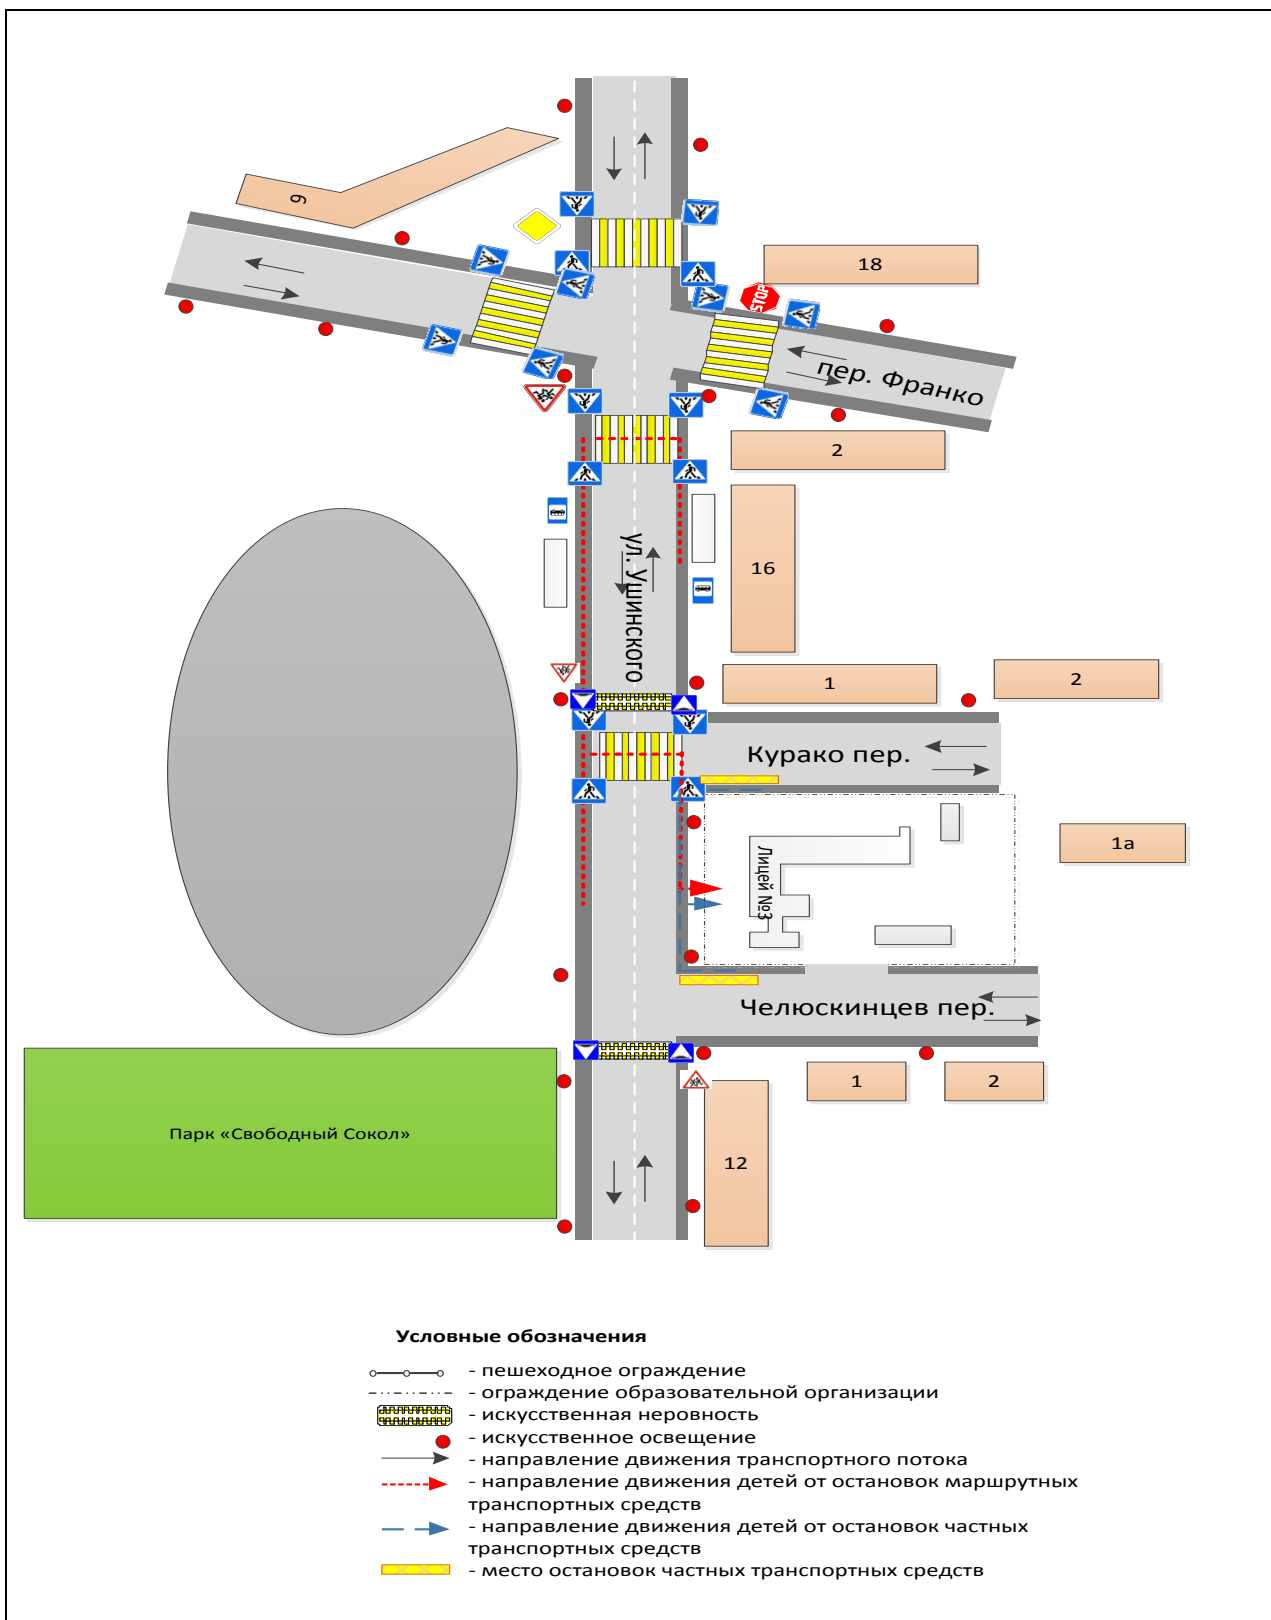 9
18
STOP
пер. Франко
2
ул. Ушинского
16
1
2
Курако пер.
1а
Лицей №3
Челюскинцев пер.
1
2
Парк «Свободный Сокол»
12
Условные обозначения
- пешеходное ограждение
- ограждение образовательной организации
- искусственная неровность
- искусственное освещение
- направление движения транспортного потока
- направление движения детей от остановок маршрутных
транспортных средств
- направление движения детей от остановок частных
транспортных средств
- место остановок частных транспортных средств